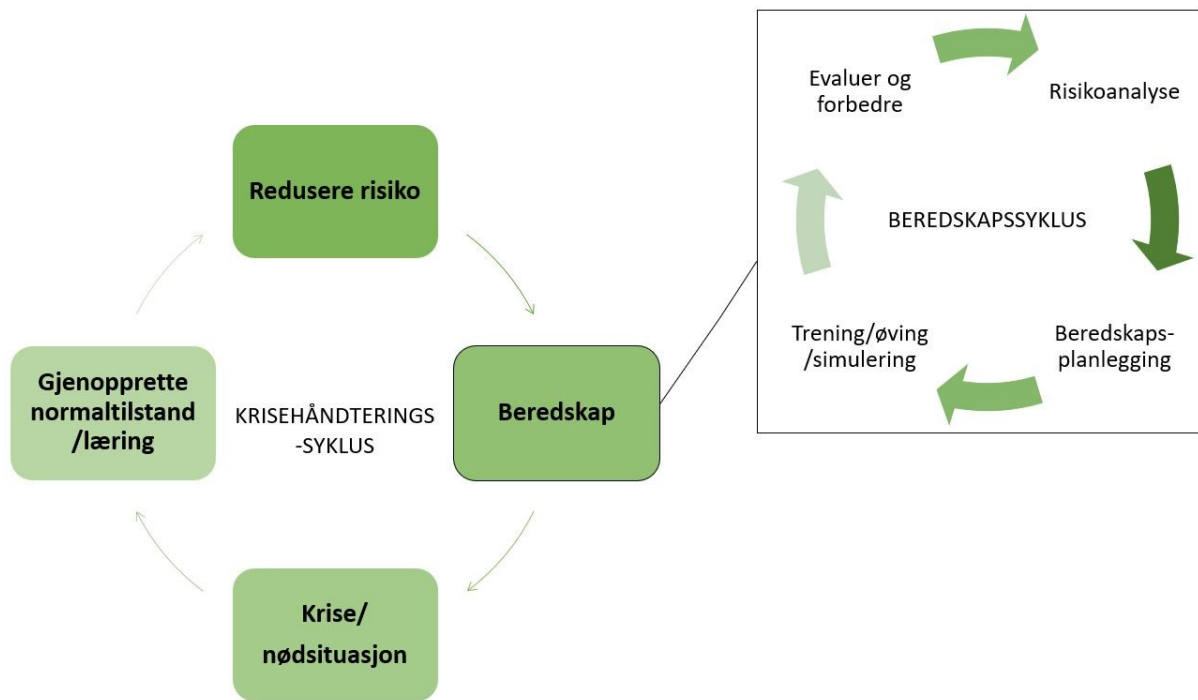 Redusere risiko
Beredskap
Krise/
nødsituasjon
Gjenopprette
normaltilstand
/læring
KRISEHÅNDTERINGS
-SYKLUS
Evaluer og
forbedre
Risikoanalyse
BEREDSKAPSSYKLUS
Beredskaps-
planlegging
Trening/øving
/simulering